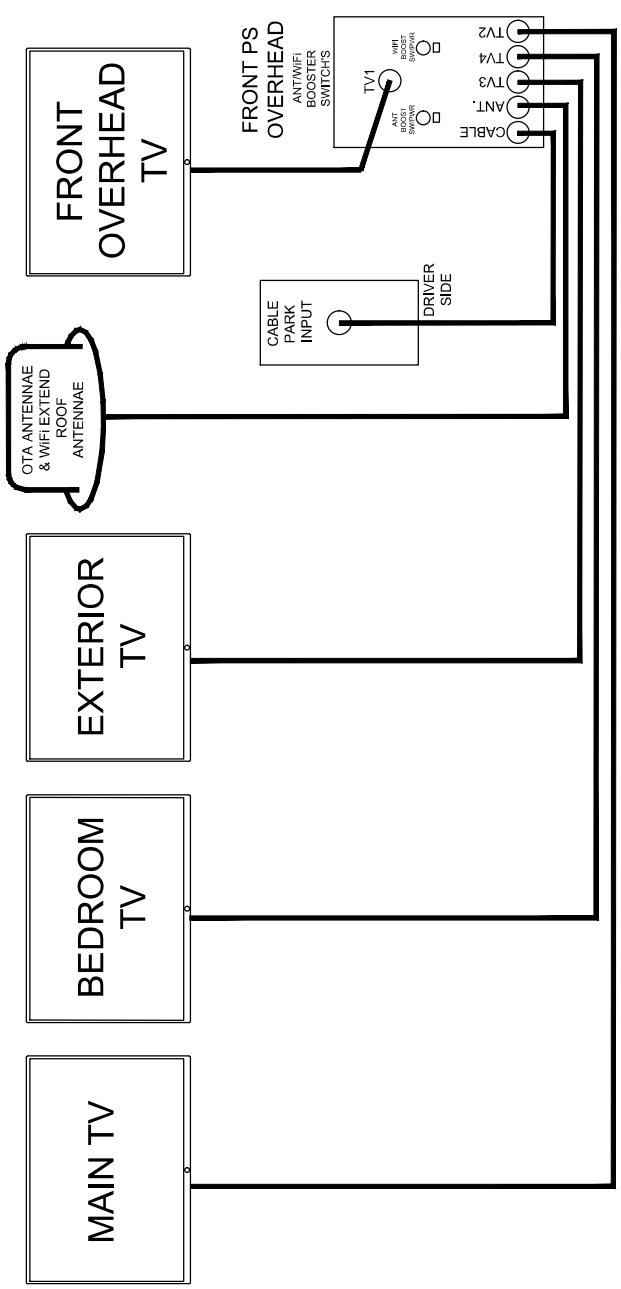 FRONT
OVERHEAD
TV
FRONT PS
OVERHEAD
ANT/WiFi
BOOSTER
SWITCH'S
TV1
WIFI
BOOST
SW/PWR
ANT
BOOST
SW/PWR
TV2
TV4
TV3
ANT.
CABLE
CABLE
PARK
INPUT
DRIVER
SIDE
OTA ANTENNAE
& WiFi EXTEND
ROOF
ANTENNAE
EXTERIOR
TV
BEDROOM
TV
MAIN TV